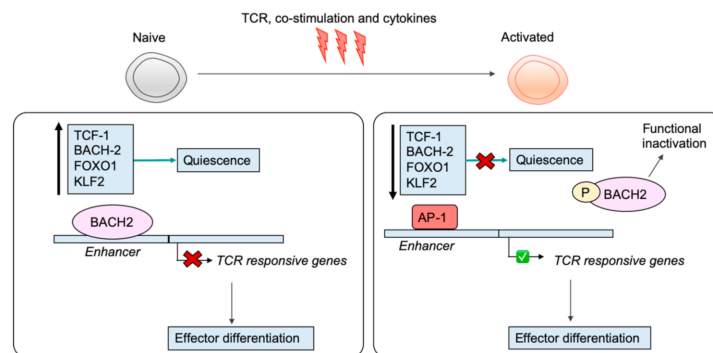 TCR, co-stimulation and cytokines
Naive
Activated
TCF-1
BACH-2
FOXO1
KLF2
Quiescence
BACH2
Enhancer
TCR responsive genes
Effector differentiation
TCF-1
BACH-2
FOXO1
KLF2
Quiescence
Functional
inactivation
P
BACH2
AP-1
Enhancer
TCR responsive genes
Effector differentiation